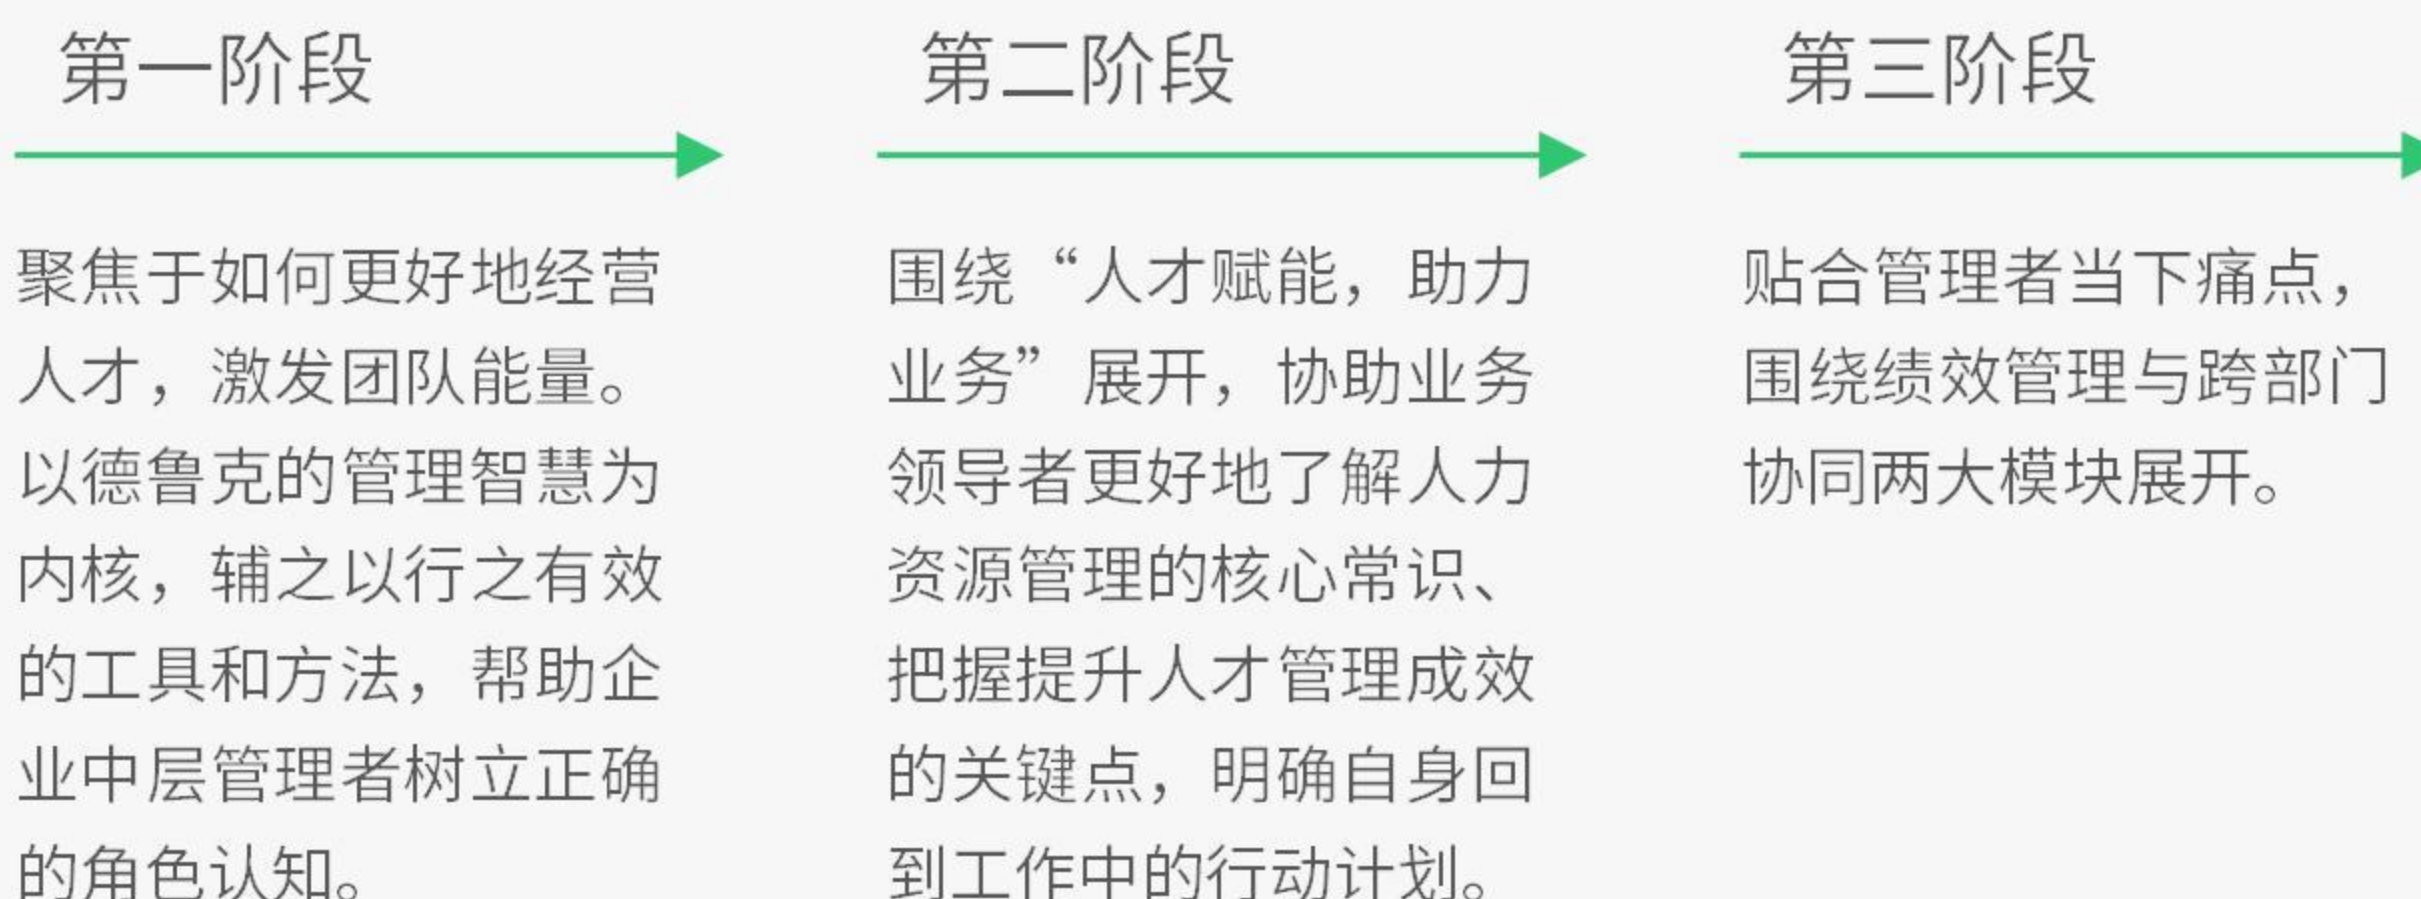 第一阶段
聚焦于如何更好地经营
人才，激发团队能量。
以德鲁克的管理智慧为
内核，辅之以行之有效
的工具和方法，帮助企
业中层管理者树立正确
的角色认知。
第二阶段
围绕“人才赋能，助力
业务”展开，协助业务
领导者更好地了解人力
资源管理的核心常识、
把握提升人才管理成效
的关键点，明确自身回
到工作中的行动计划。
第三阶段
贴合管理者当下痛点，
围绕绩效管理与跨部门
协同两大模块展开。